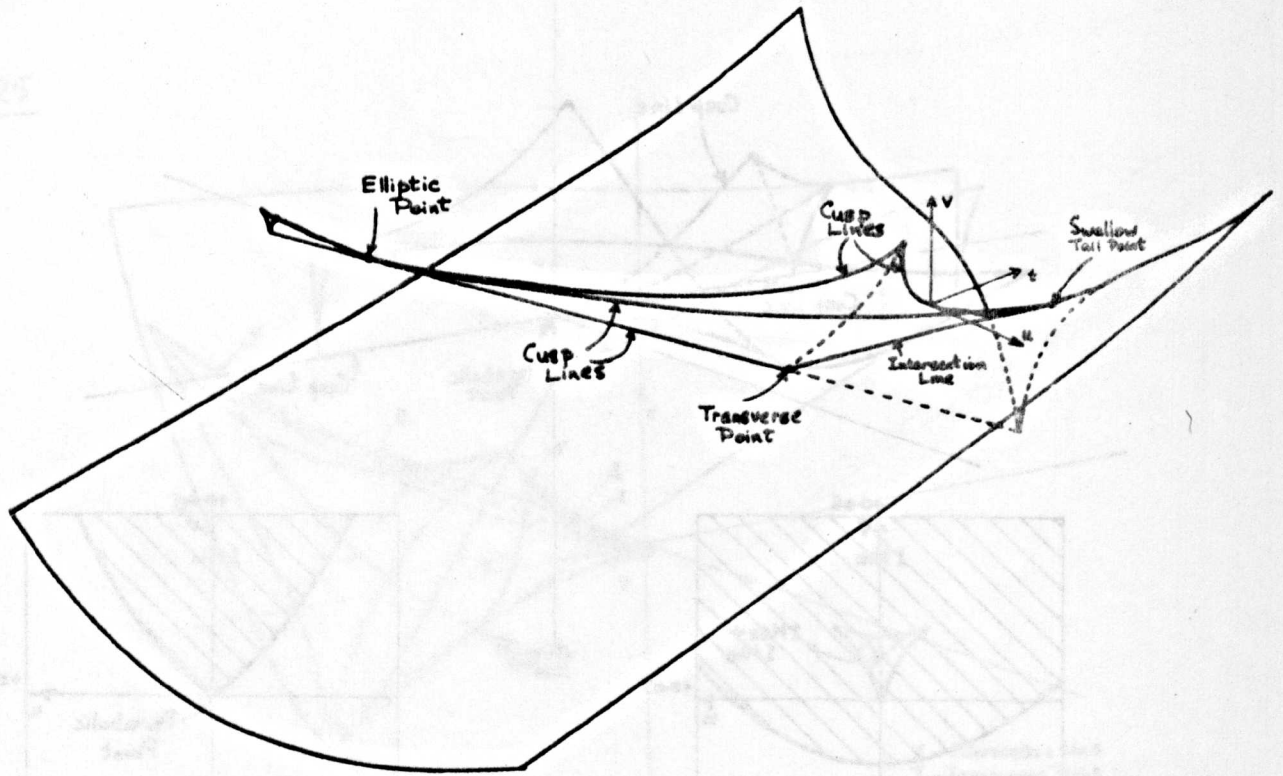 Elliptic
Point
Cusp
Lines
V
Swallow
Tail Point
t
u
Cusp
Lines
Intersection
Line
Transverse
Point